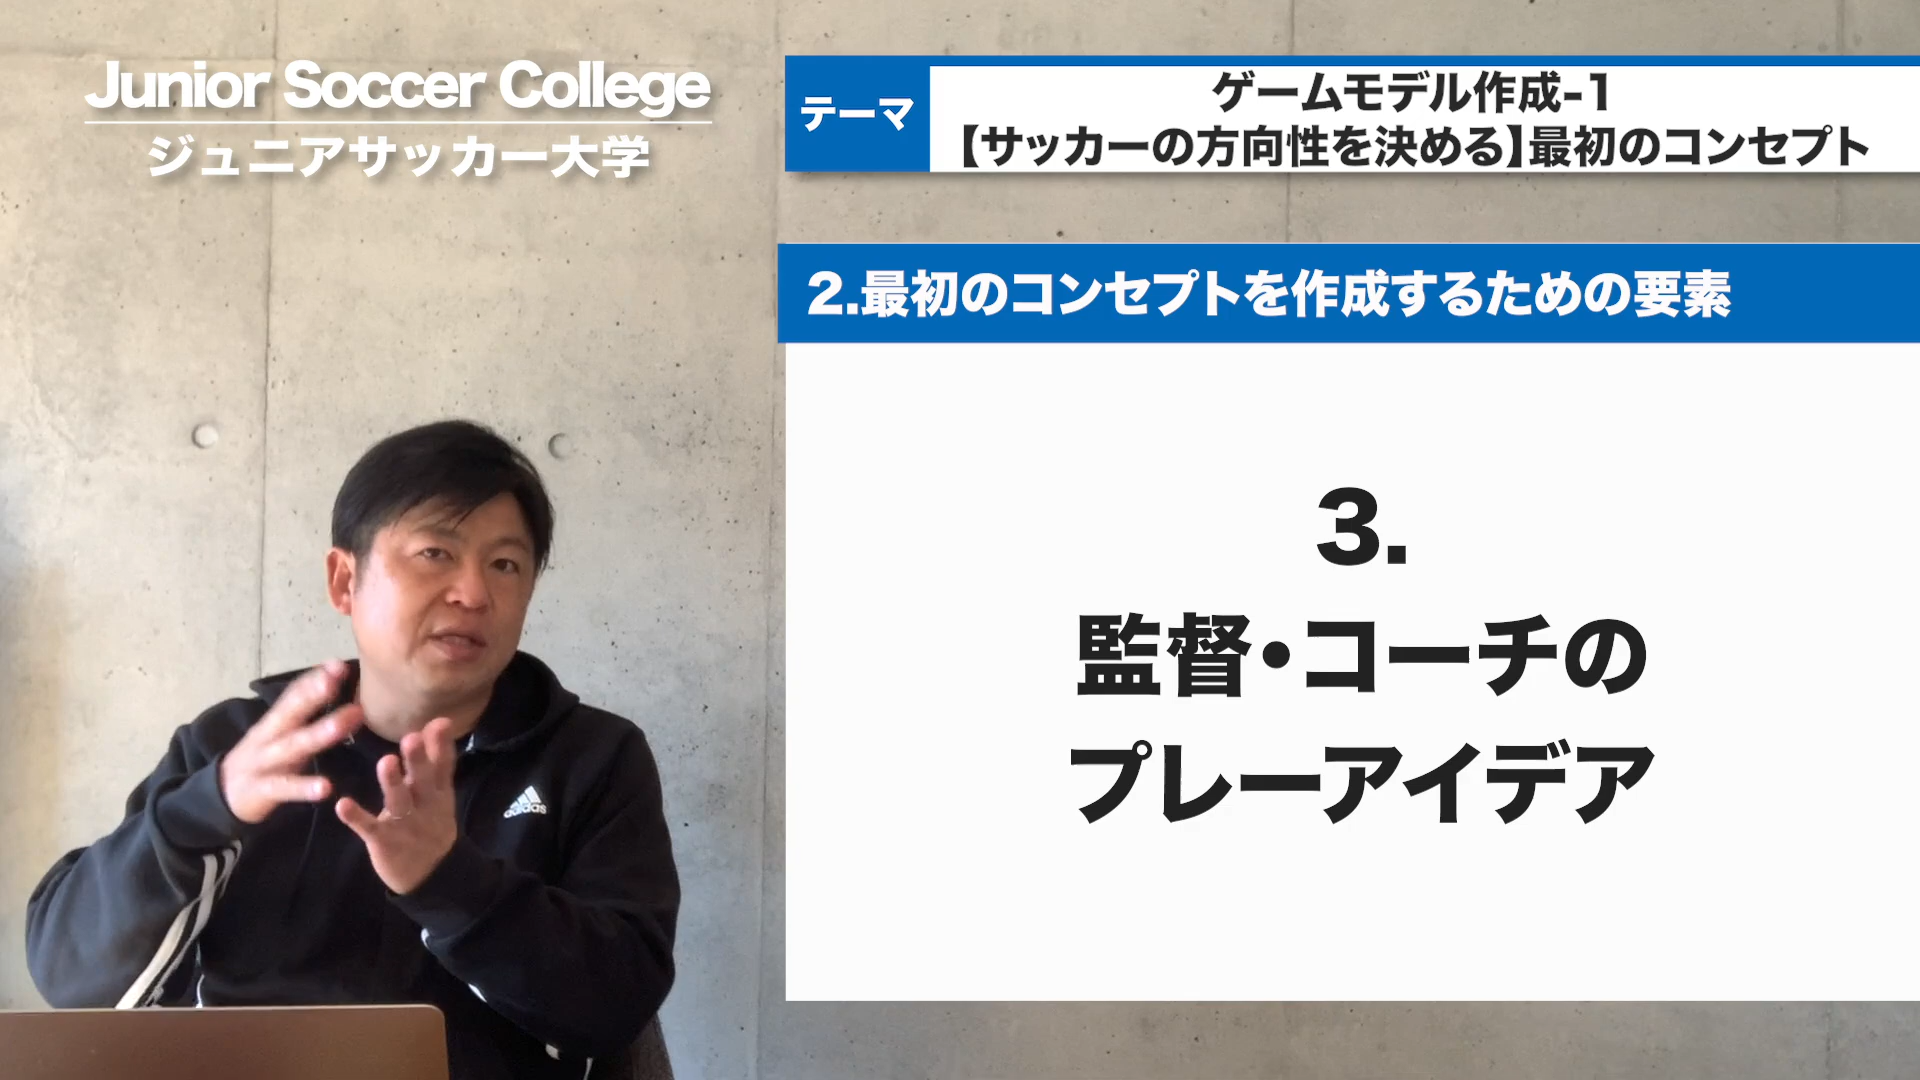 Junior Soccer College
ジュニアサッカー大学
テーマ
ゲームモデル作成-1
【サッカーの方向性を決める】最初のコンセプト
2.最初のコンセプトを作成するための要素
3.
監督・コーチの
プレーアイデア
adidas